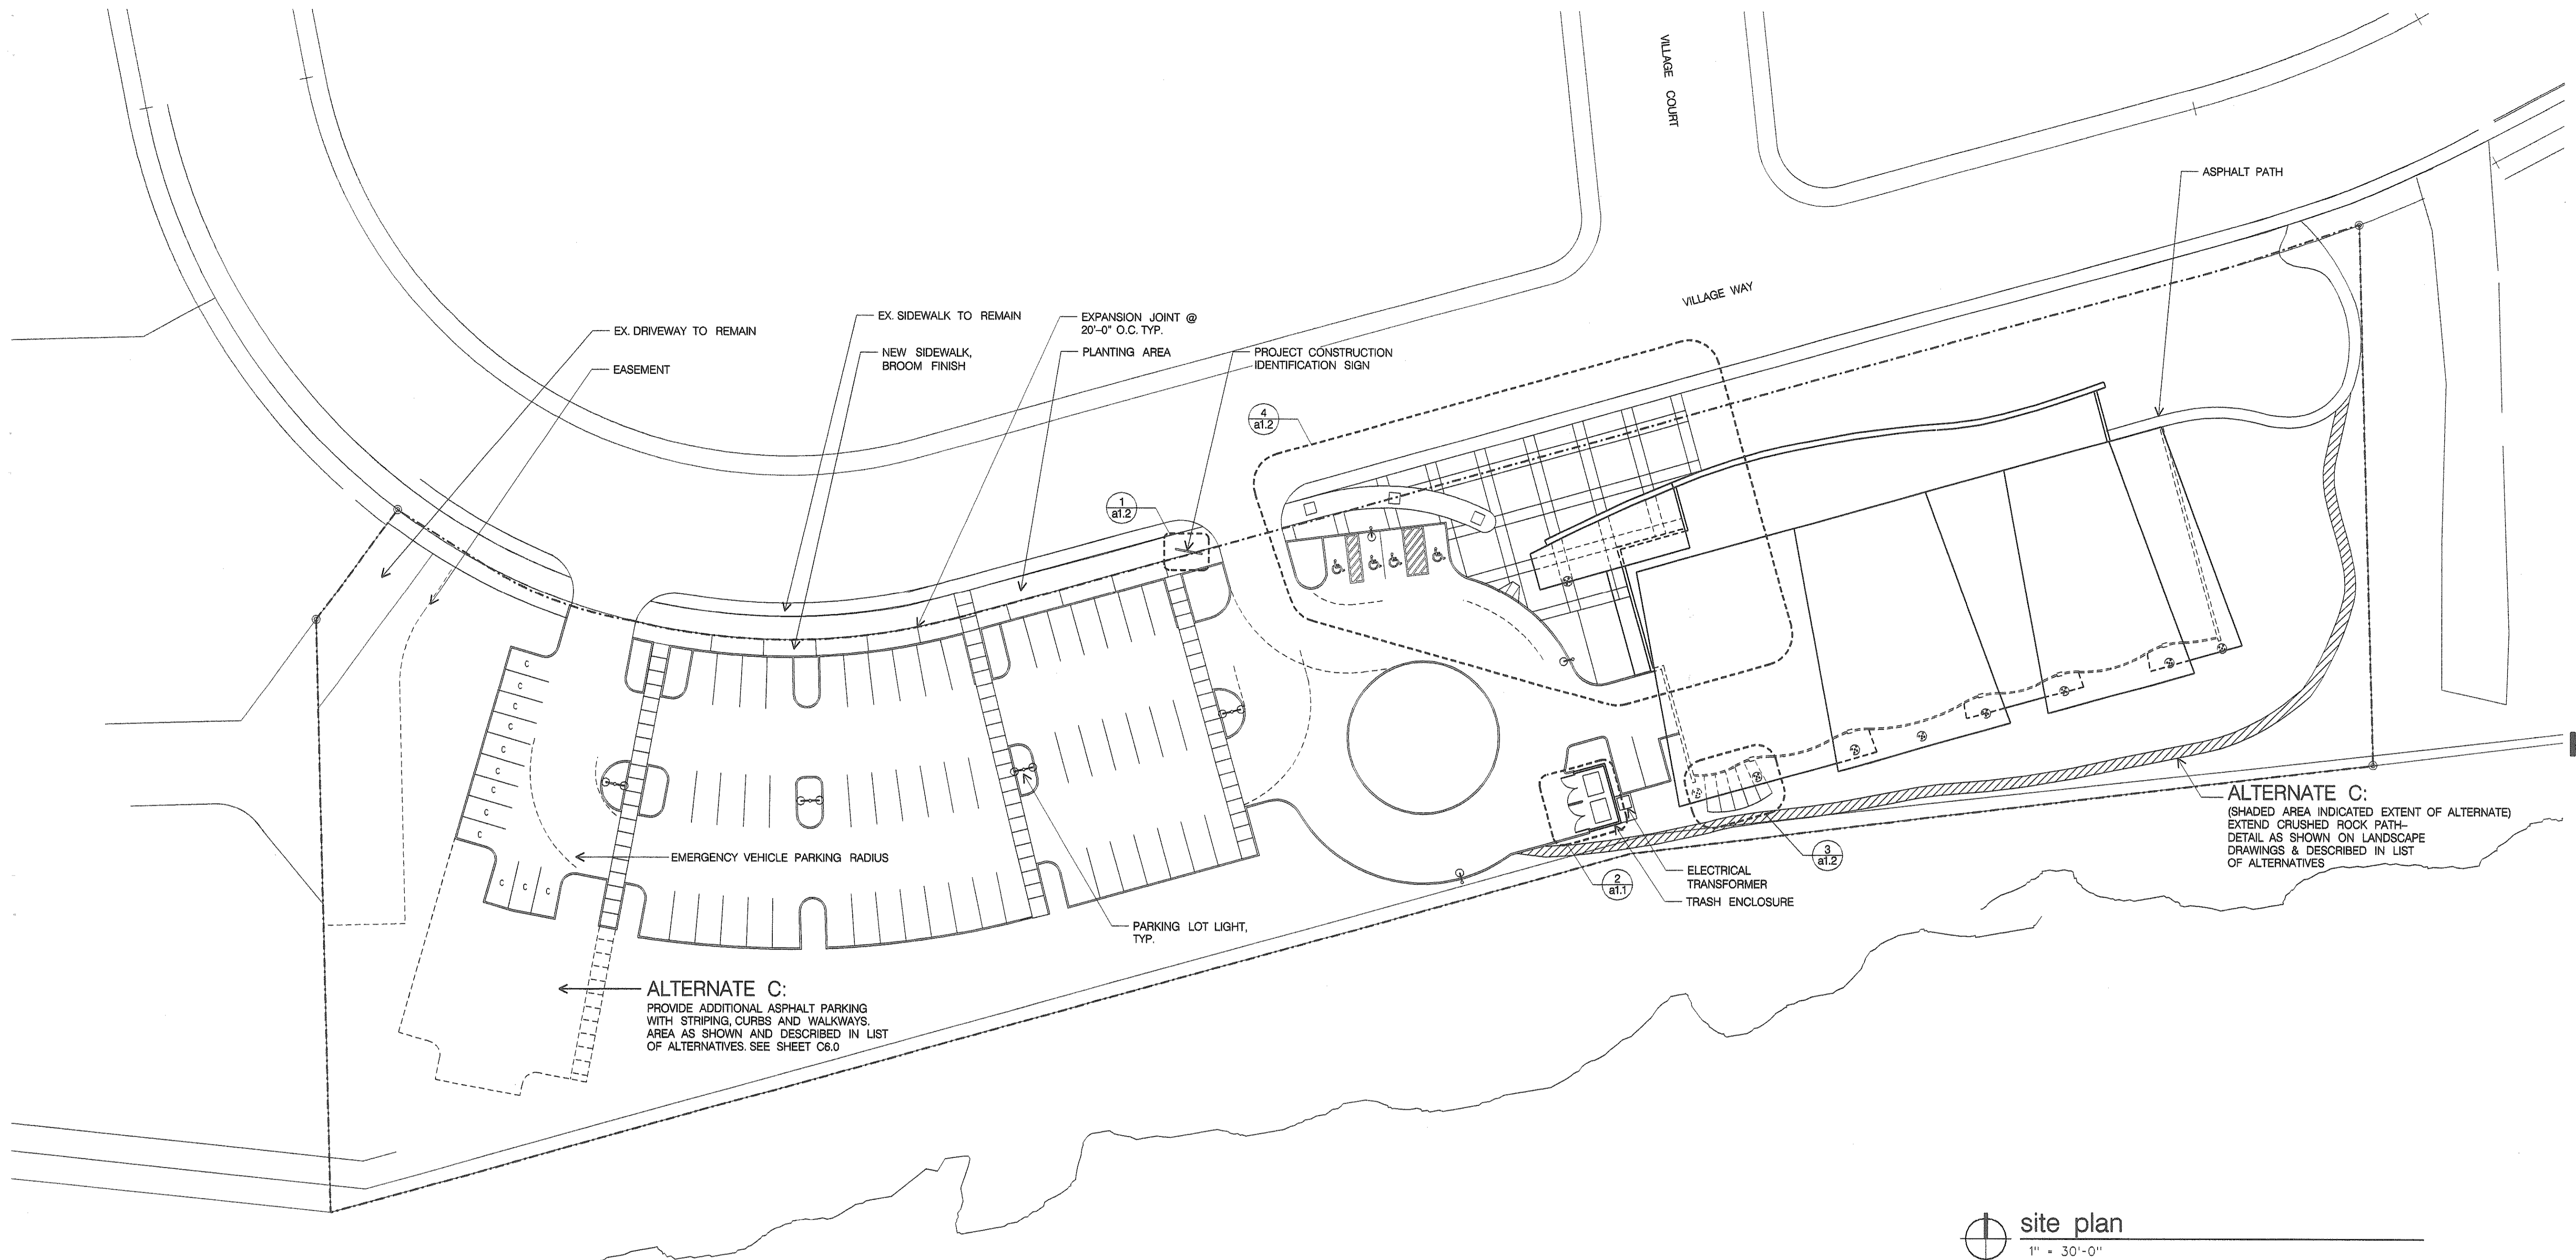 VILLAGE COURT
ASPHALT PATH
VILLAGE WAY
EX. DRIVEWAY TO REMAIN
EASEMENT
EX. SIDEWALK TO REMAIN
NEW SIDEWALK,
BROOM FINISH
EXPANSION JOINT @
20'-0" O.C. TYP.
PLANTING AREA
PROJECT CONSTRUCTION
IDENTIFICATION SIGN
4
a1.2
1
a1.2
C
C
C
C
C
C
C
C
C
C
C
C
EMERGENCY VEHICLE PARKING RADIUS
PARKING LOT LIGHT,
TYP.
ALTERNATE C:
PROVIDE ADDITIONAL ASPHALT PARKING
WITH STRIPING, CURBS AND WALKWAYS.
AREA AS SHOWN AND DESCRIBED IN LIST
OF ALTERNATIVES. SEE SHEET C6.0
2
a1.1
ELECTRICAL
TRANSFORMER
TRASH ENCLOSURE
3
a1.2
ALTERNATE C:
(SHADED AREA INDICATED EXTENT OF ALTERNATE)
EXTEND CRUSHED ROCK PATH-
DETAIL AS SHOWN ON LANDSCAPE
DRAWINGS & DESCRIBED IN LIST
OF ALTERNATIVES
site plan
1" = 30'-0"